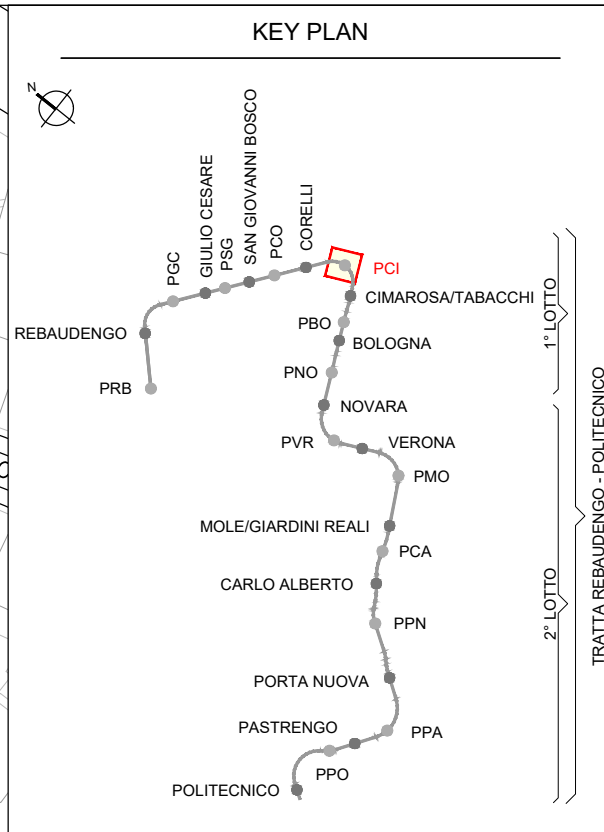 KEY PLAN
N
PGC
GIULIO CESARE
PSG
SAN GIOVANNI BOSCO
PCO
CORELLI
PCI
CIMAROSA/TABACCHI
REBAUDENGO
PBO
BOLOGNA
PNO
PRB
NOVARA
PVR
VERONA
PMO
MOLE/GIARDINI REALI
PCA
CARLO ALBERTO
PPN
PORTA NUOVA
PASTRENGO
PPA
PPO
POLITECNICO
1° LOTTO
2° LOTTO
TRATTA REBAUDENGO - POLITECNICO